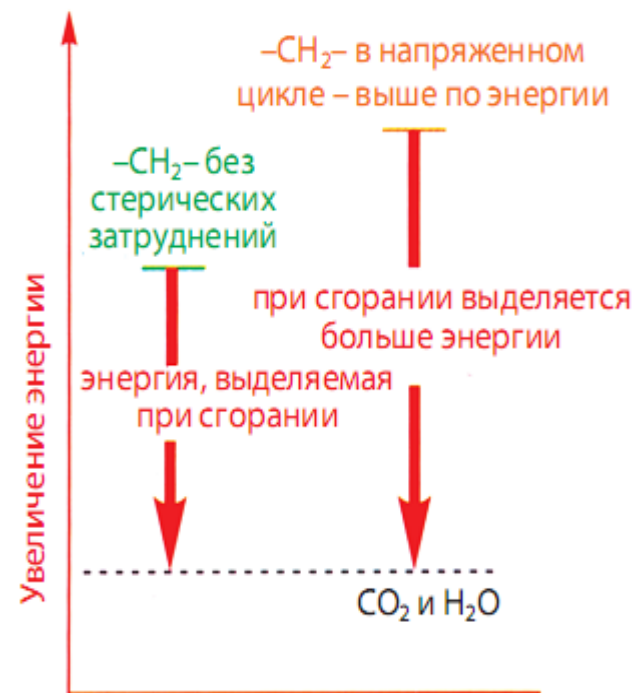 –CH₂– в напряженном
цикле – выше по энергии
–CH₂– без
стерических
затруднений
при сгорании выделяется
больше энергии
энергия, выделяемая
при сгорании
Увеличение энергии
CO₂ и H₂O